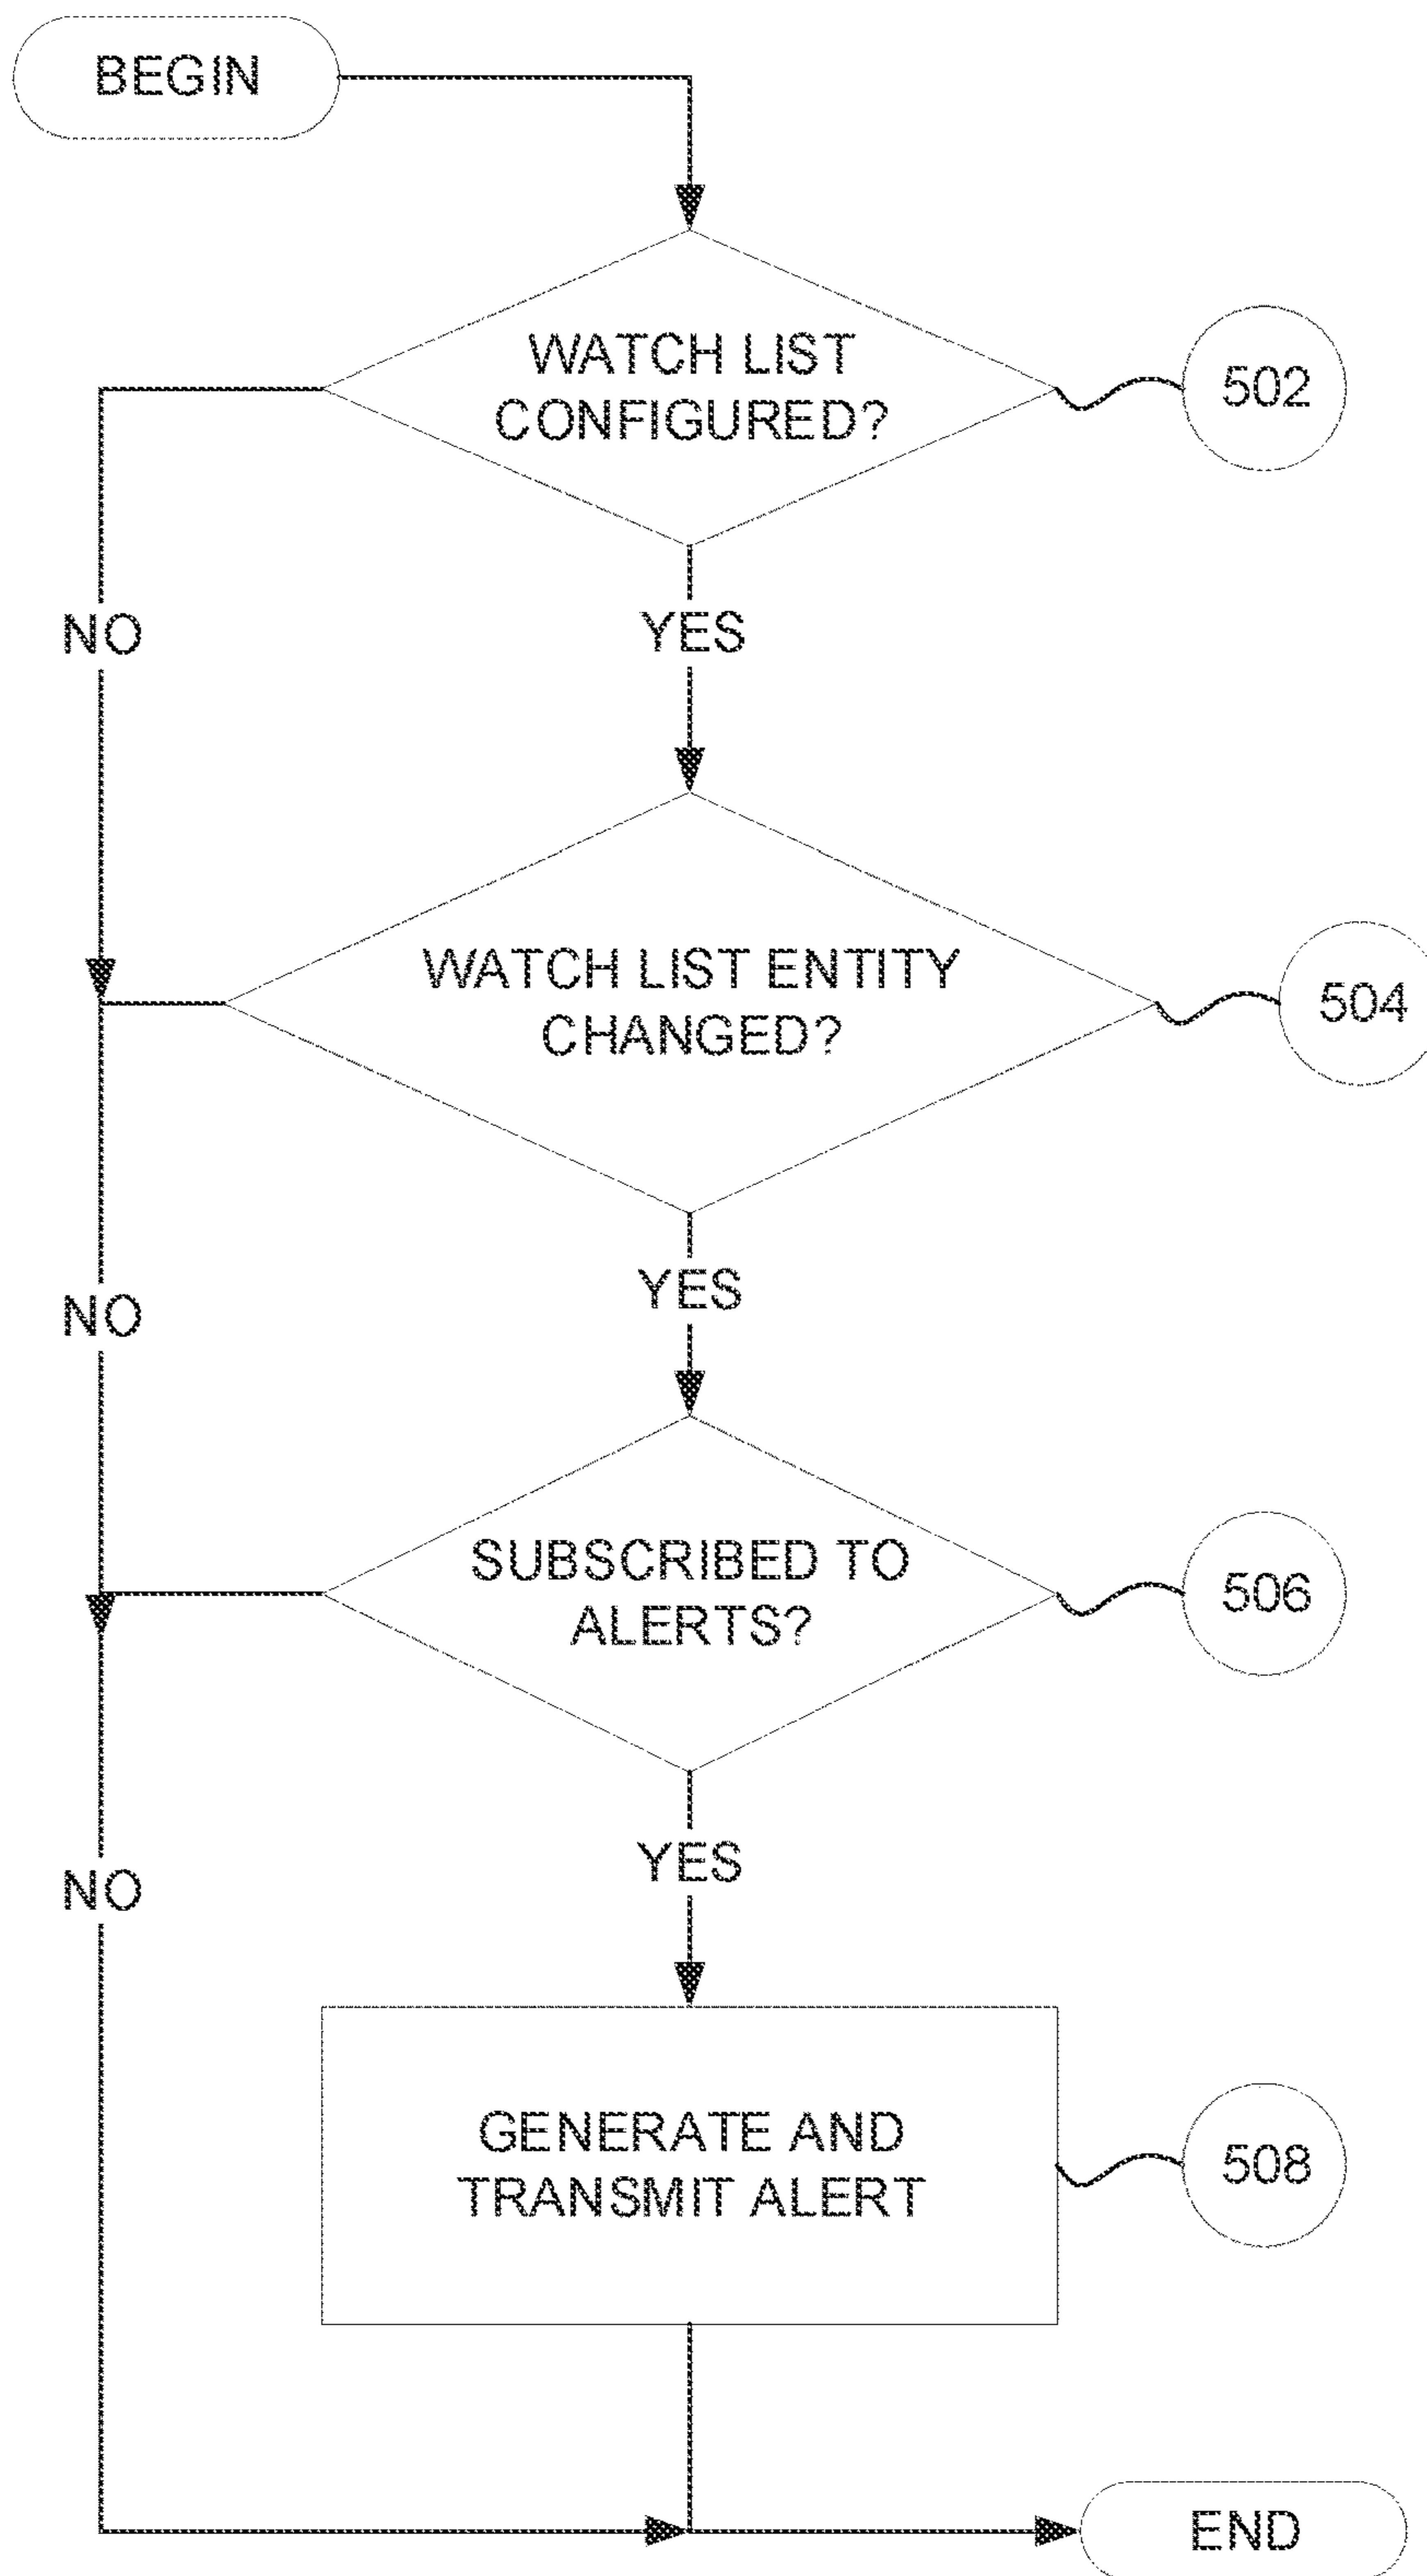 BEGIN
WATCH LIST
CONFIGURED?
502
NO
YES
WATCH LIST ENTITY
CHANGED?
504
YES
NO
SUBSCRIBED TO
ALERTS?
506
YES
NO
GENERATE AND
TRANSMIT ALERT
508
END